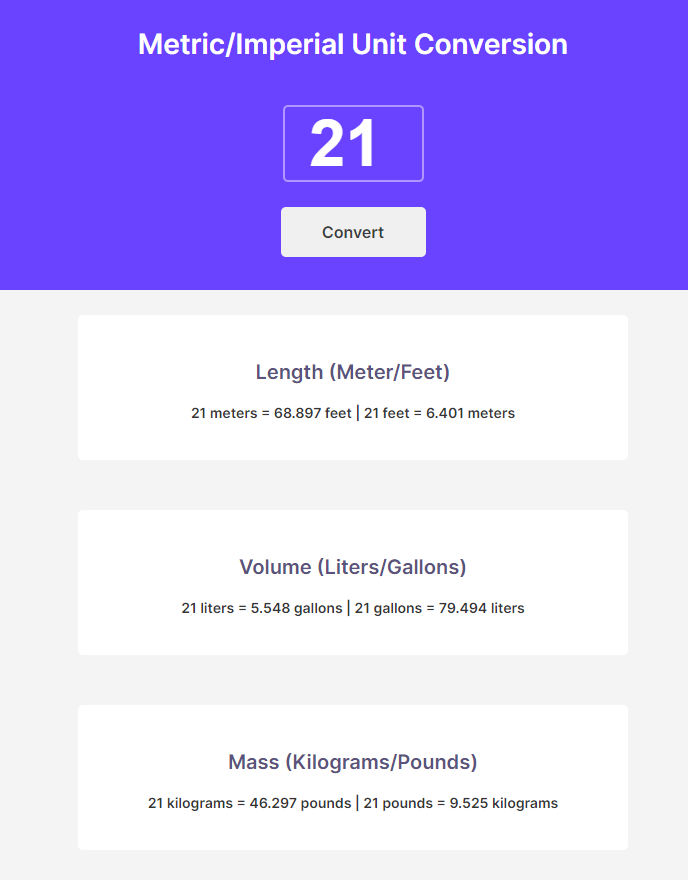 Metric/Imperial Unit Conversion
21
Convert
Length (Meter/Feet)
21 meters = 68.897 feet | 21 feet = 6.401 meters
Volume (Liters/Gallons)
21 liters = 5.548 gallons | 21 gallons = 79.494 liters
Mass (Kilograms/Pounds)
21 kilograms = 46.297 pounds | 21 pounds = 9.525 kilograms